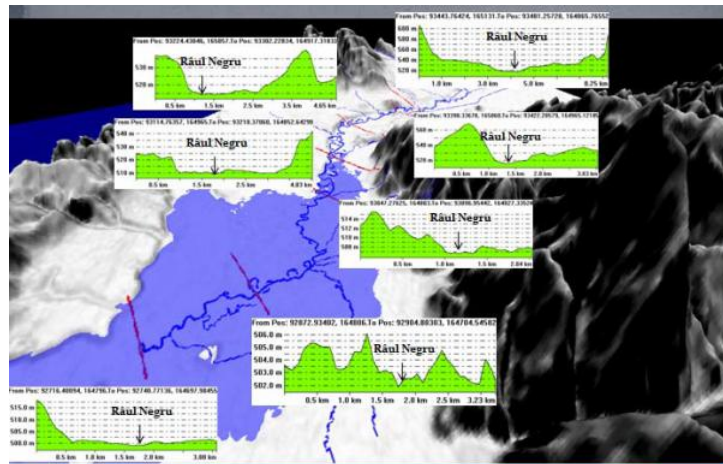 From Pos: 93224.43046, 165057.To Pos: 93302.22034, 164917.31033
Râul Negru
530 m
520 m
0.5 km 1.5 km 2.5 km 3.5 km 4.65 km
From Pos: 93443.76424, 165131.To Pos: 93401.25728, 164865.76552
Râul Negru
600 m
580 m
560 m
540 m
520 m
1.0 km 3.0 km 5.0 km 8.25 km
From Pos: 93114.76357, 164965.To Pos: 93210.37060, 164852.64299
Râul Negru
540 m
530 m
520 m
510 m
0.5 km 1.5 km 2.5 km 4.03 km
Râul Negru
560 m
540 m
520 m
0.5 km 1.0 km 1.5 km 2.0 km 3.03 km
Râul Negru
514 m
512 m
510 m
508 m
0.5 km 1.0 km 1.5 km 2.04 km
From Pos: 92872.93402, 164806.To Pos: 92904.80303, 164704.54582
Râul Negru
506.0 m
505.0 m
504.0 m
503.0 m
502.0 m
0.5 km 1.0 km 1.5 km 2.0 km 2.5 km 3.23 km
Râul Negru
515.0 m
510.0 m
505.0 m
500.0 m
0.5 km 1.0 km 1.5 km 2.0 km 3.00 km